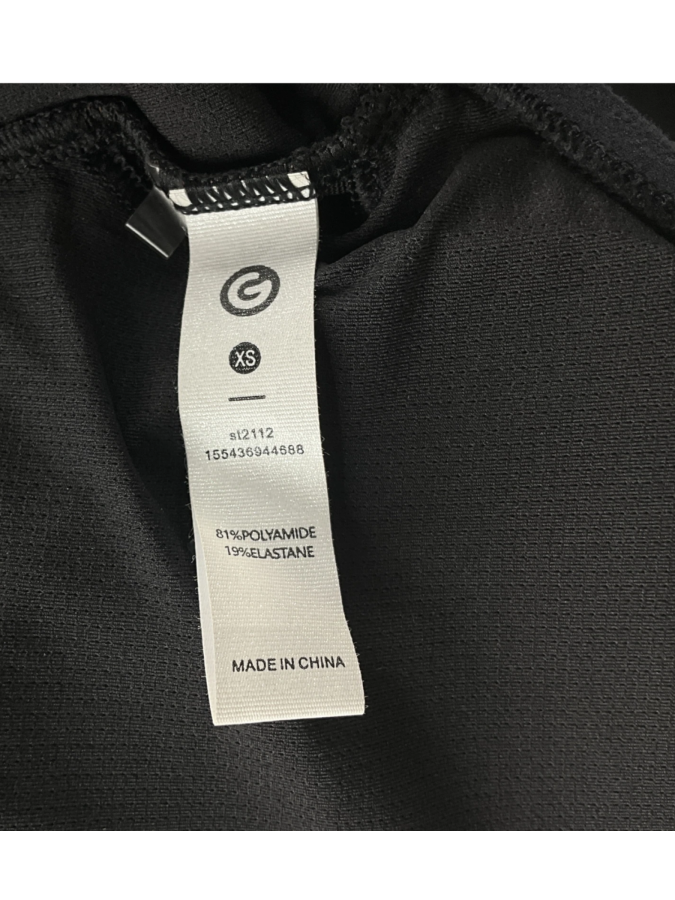 G
XS
st2112
155436944688
81%POLYAMIDE
19%ELASTANE
MADE IN CHINA